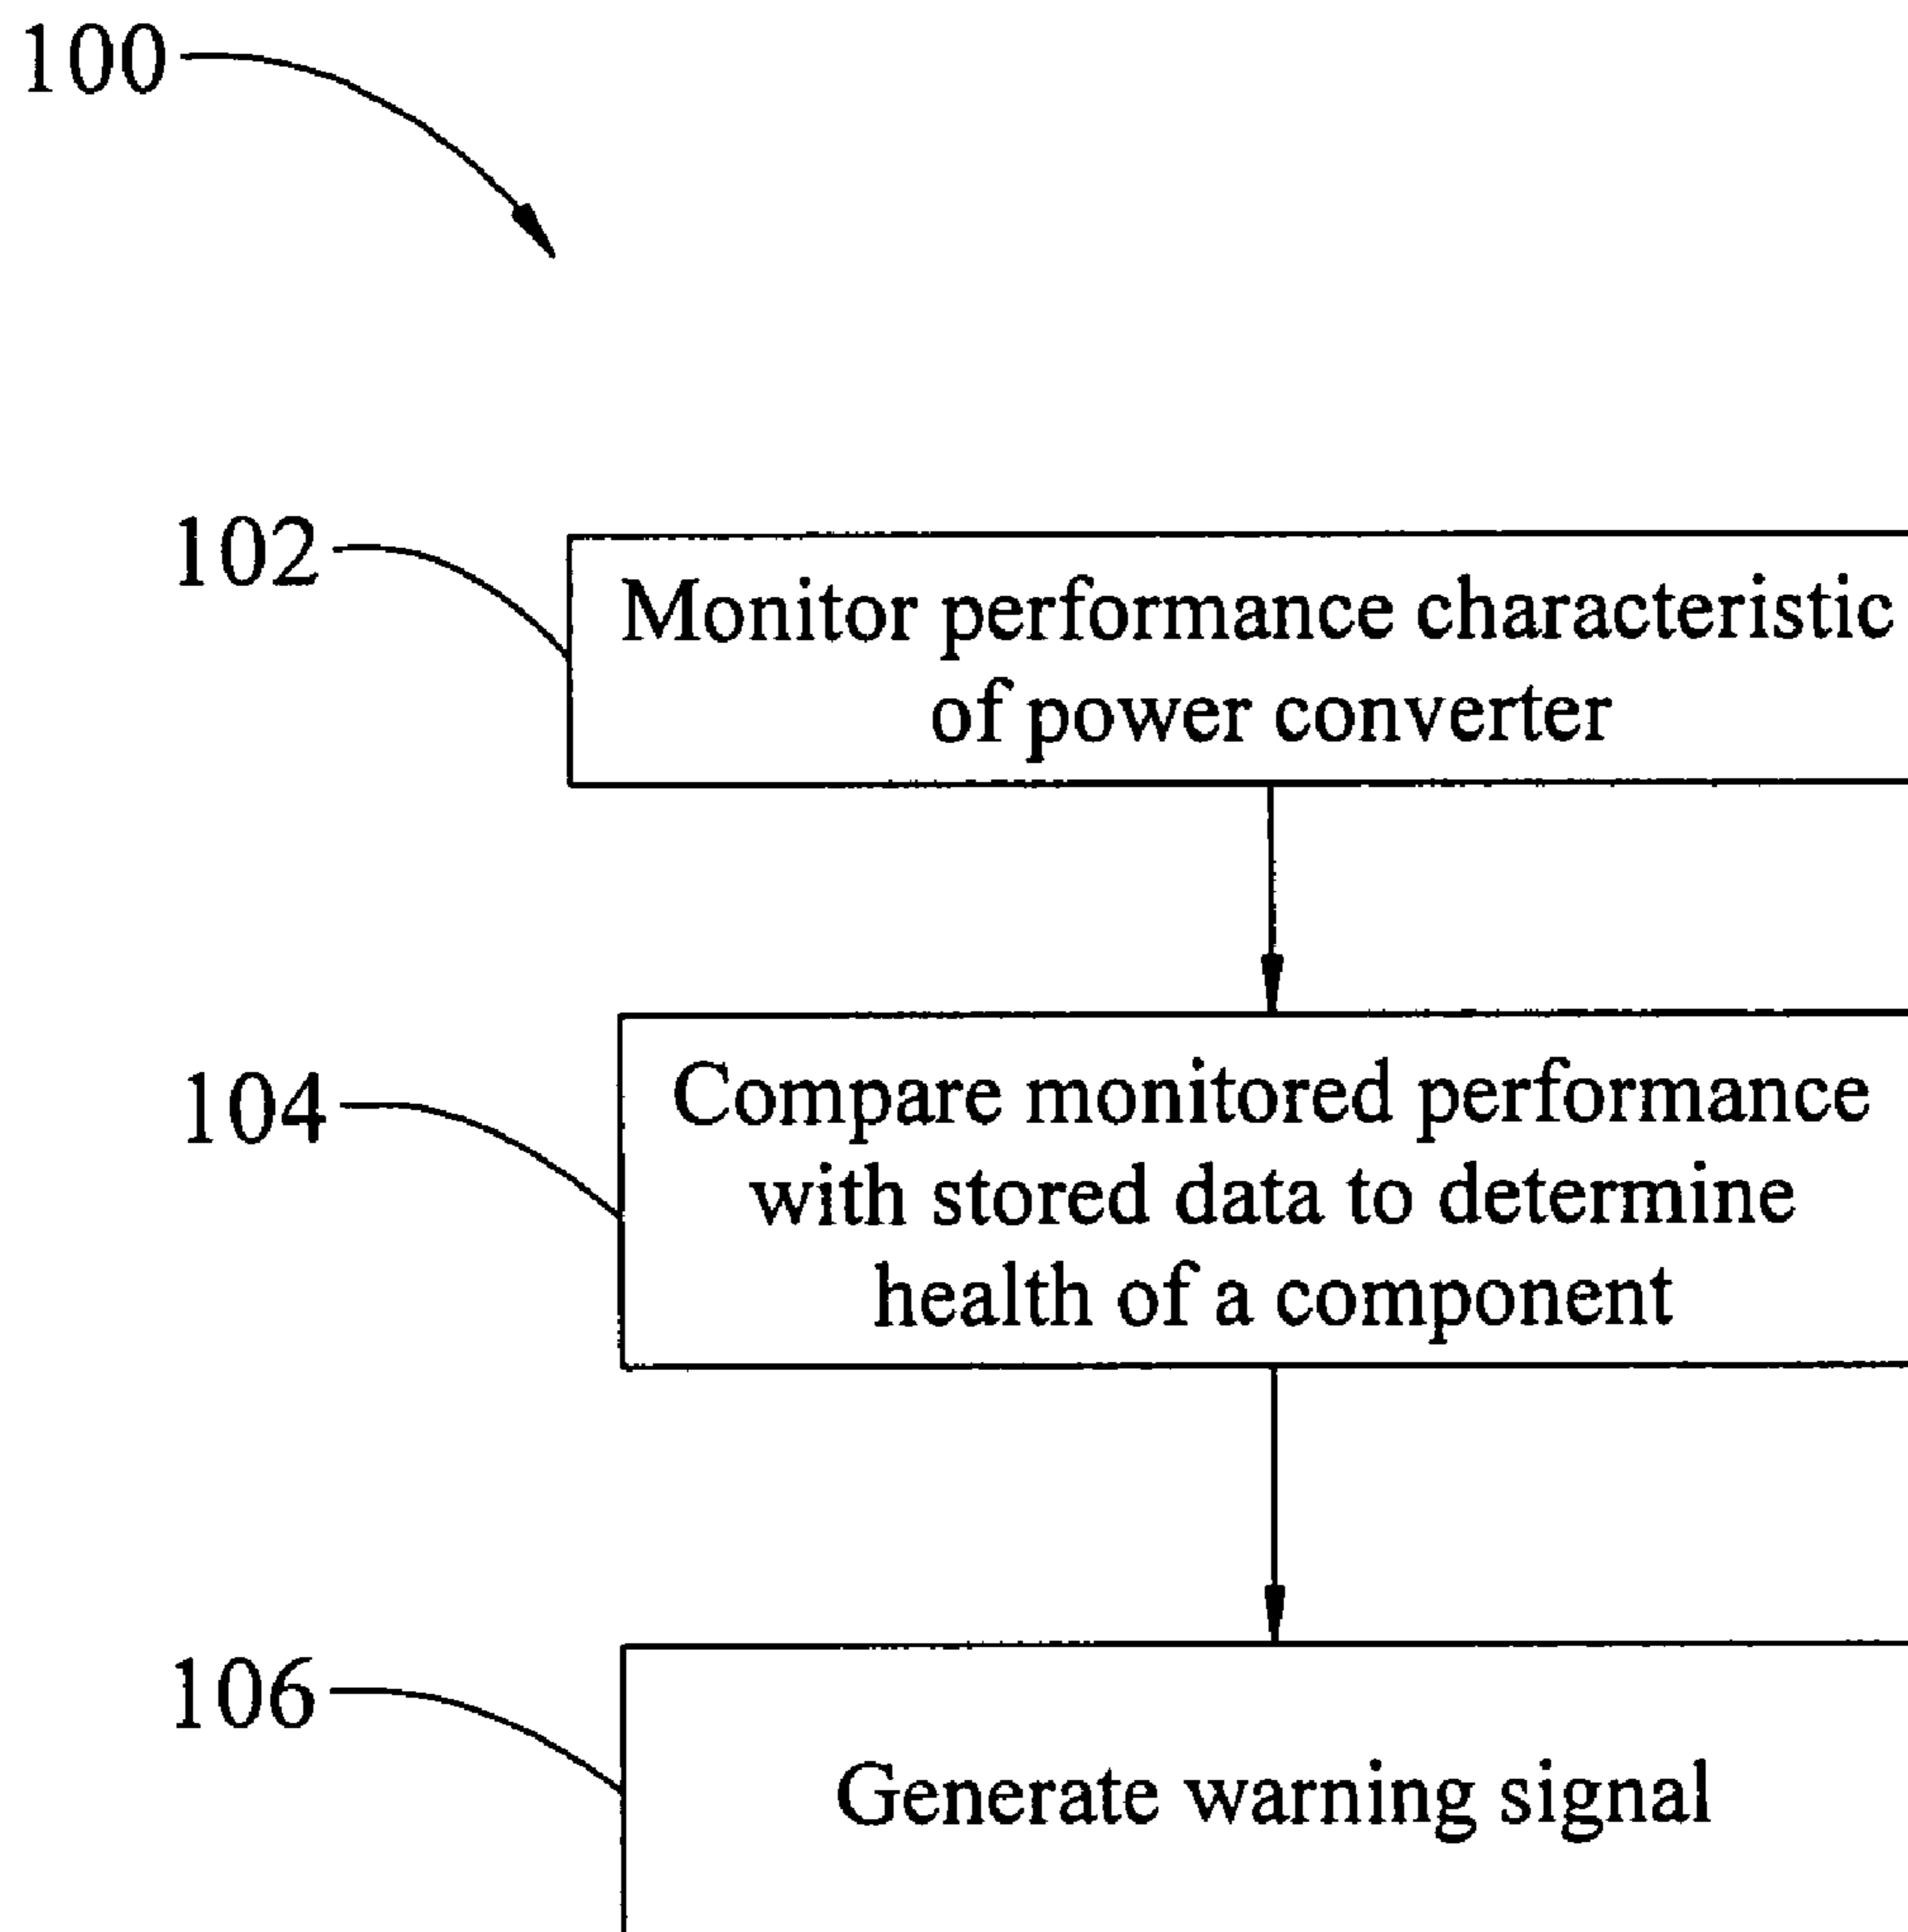 100
102
Monitor performance characteristic
of power converter
104
Compare monitored performance
with stored data to determine
health of a component
106
Generate warning signal